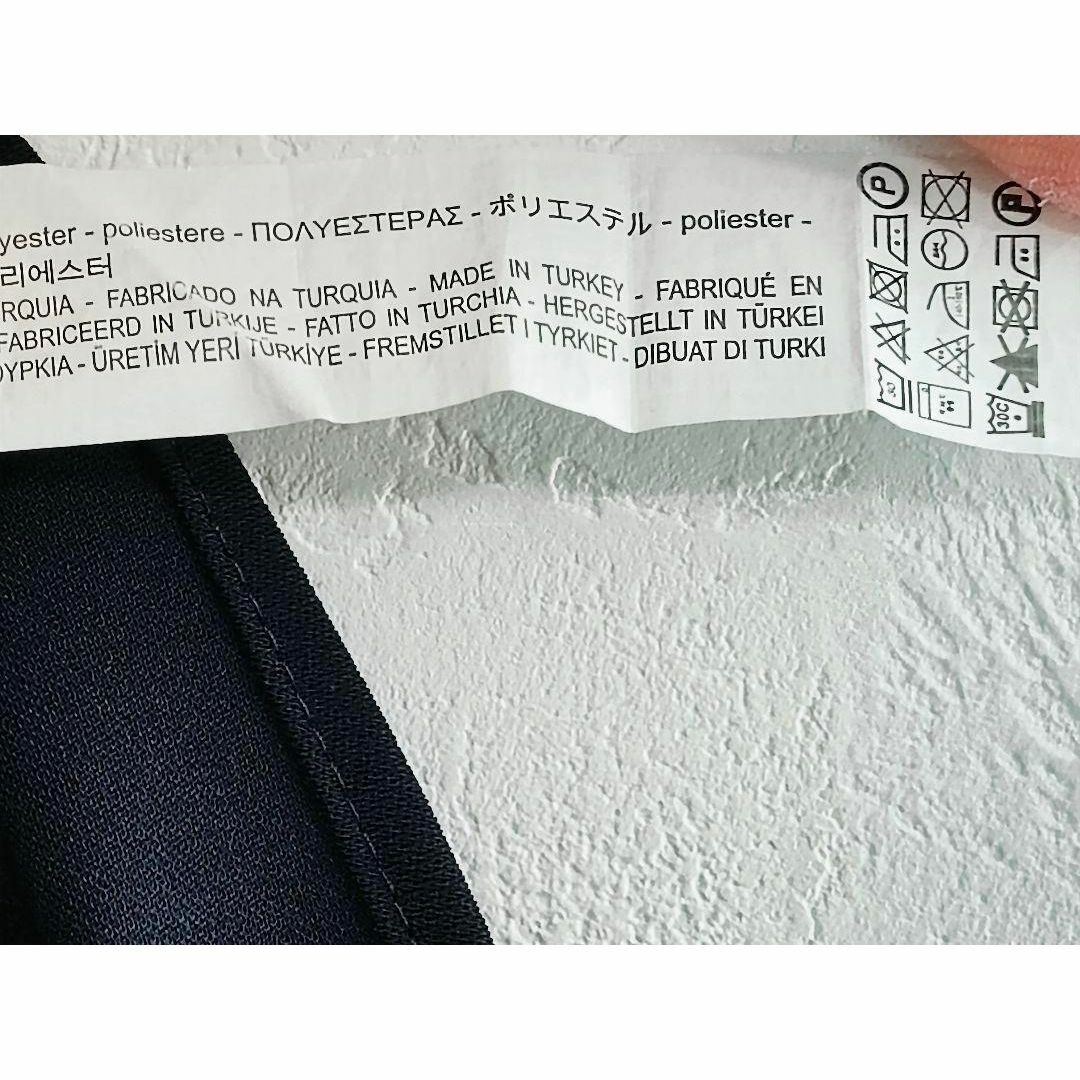 yester - poliestere - ΠΟΛΥΕΣΤΕΡΑΣ - ポリエステル - poliester -
리에스터
RQUIA - FABRICADO NA TURQUIA - MADE IN TURKEY - FABRIQUÉ EN
FABRICEERD IN TURKIJE - FATTO IN TURCHIA - HERGESTELLT IN TÜRKEI
ΟΥΡΚΙΑ - ÜRETİM YERİ TÜRKİYE - FREMSTILLET I TYRKIET - DIBUAT DI TURKI
P
P
30
30C